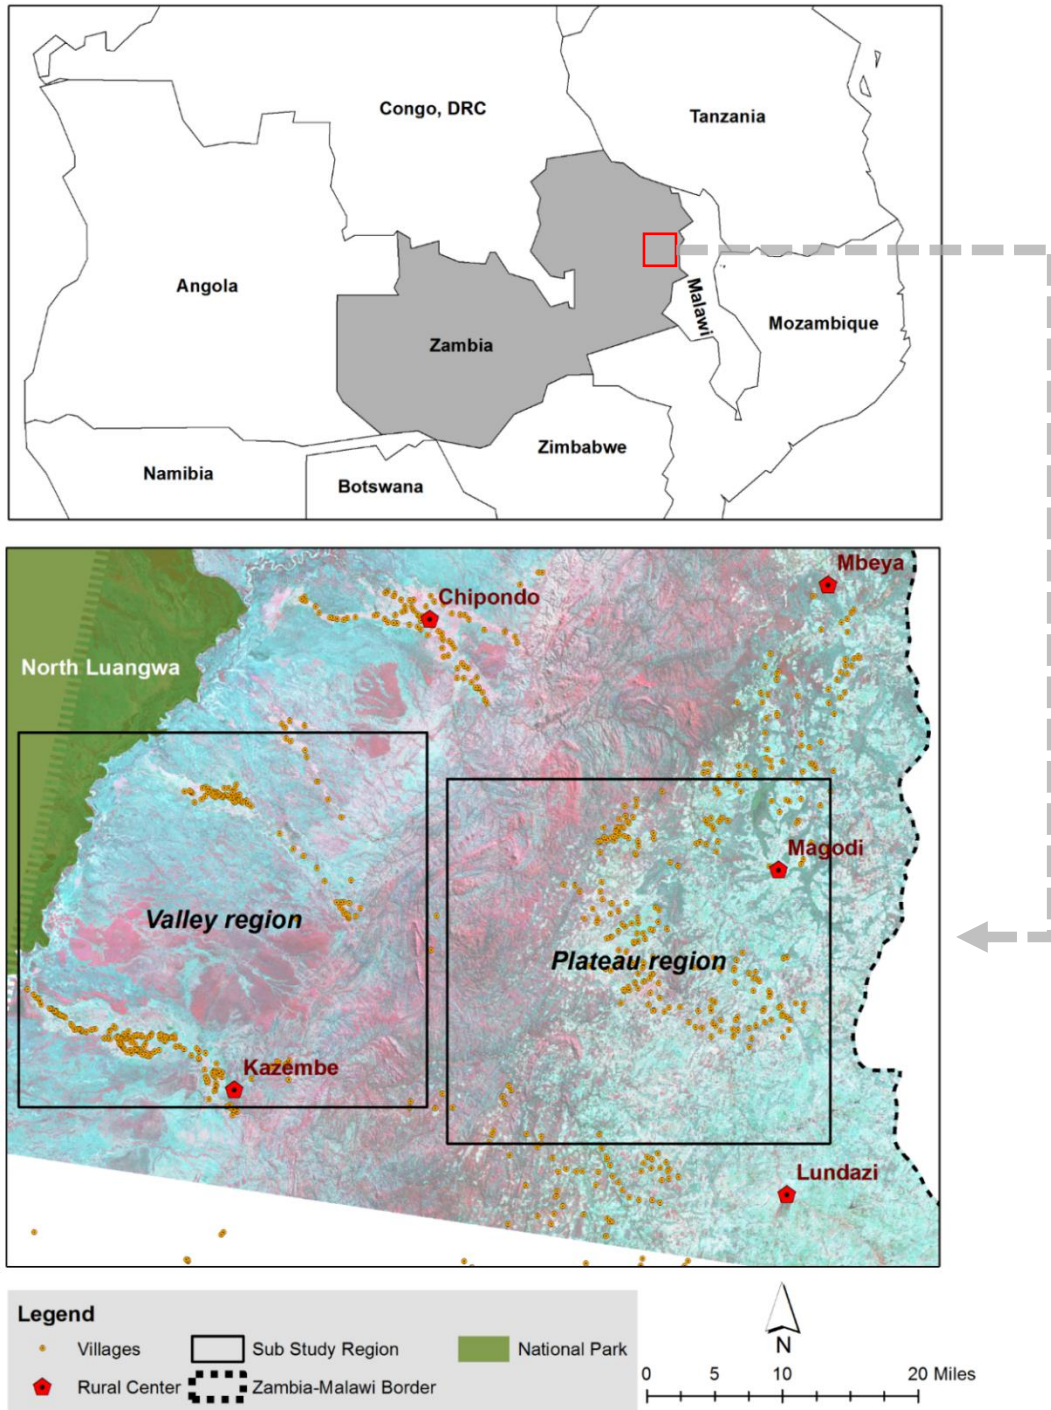 Congo, DRC
Tanzania
Angola
Malawi
Mozambique
Zambia
Zimbabwe
Namibia
Botswana
Mbeya
Chipondo
North Luangwa
Magodi
Valley region
Plateau region
Kazembe
Lundazi
Legend
Villages
Sub Study Region
National Park
Rural Center
Zambia-Malawi Border
N
0 5 10 20 Miles